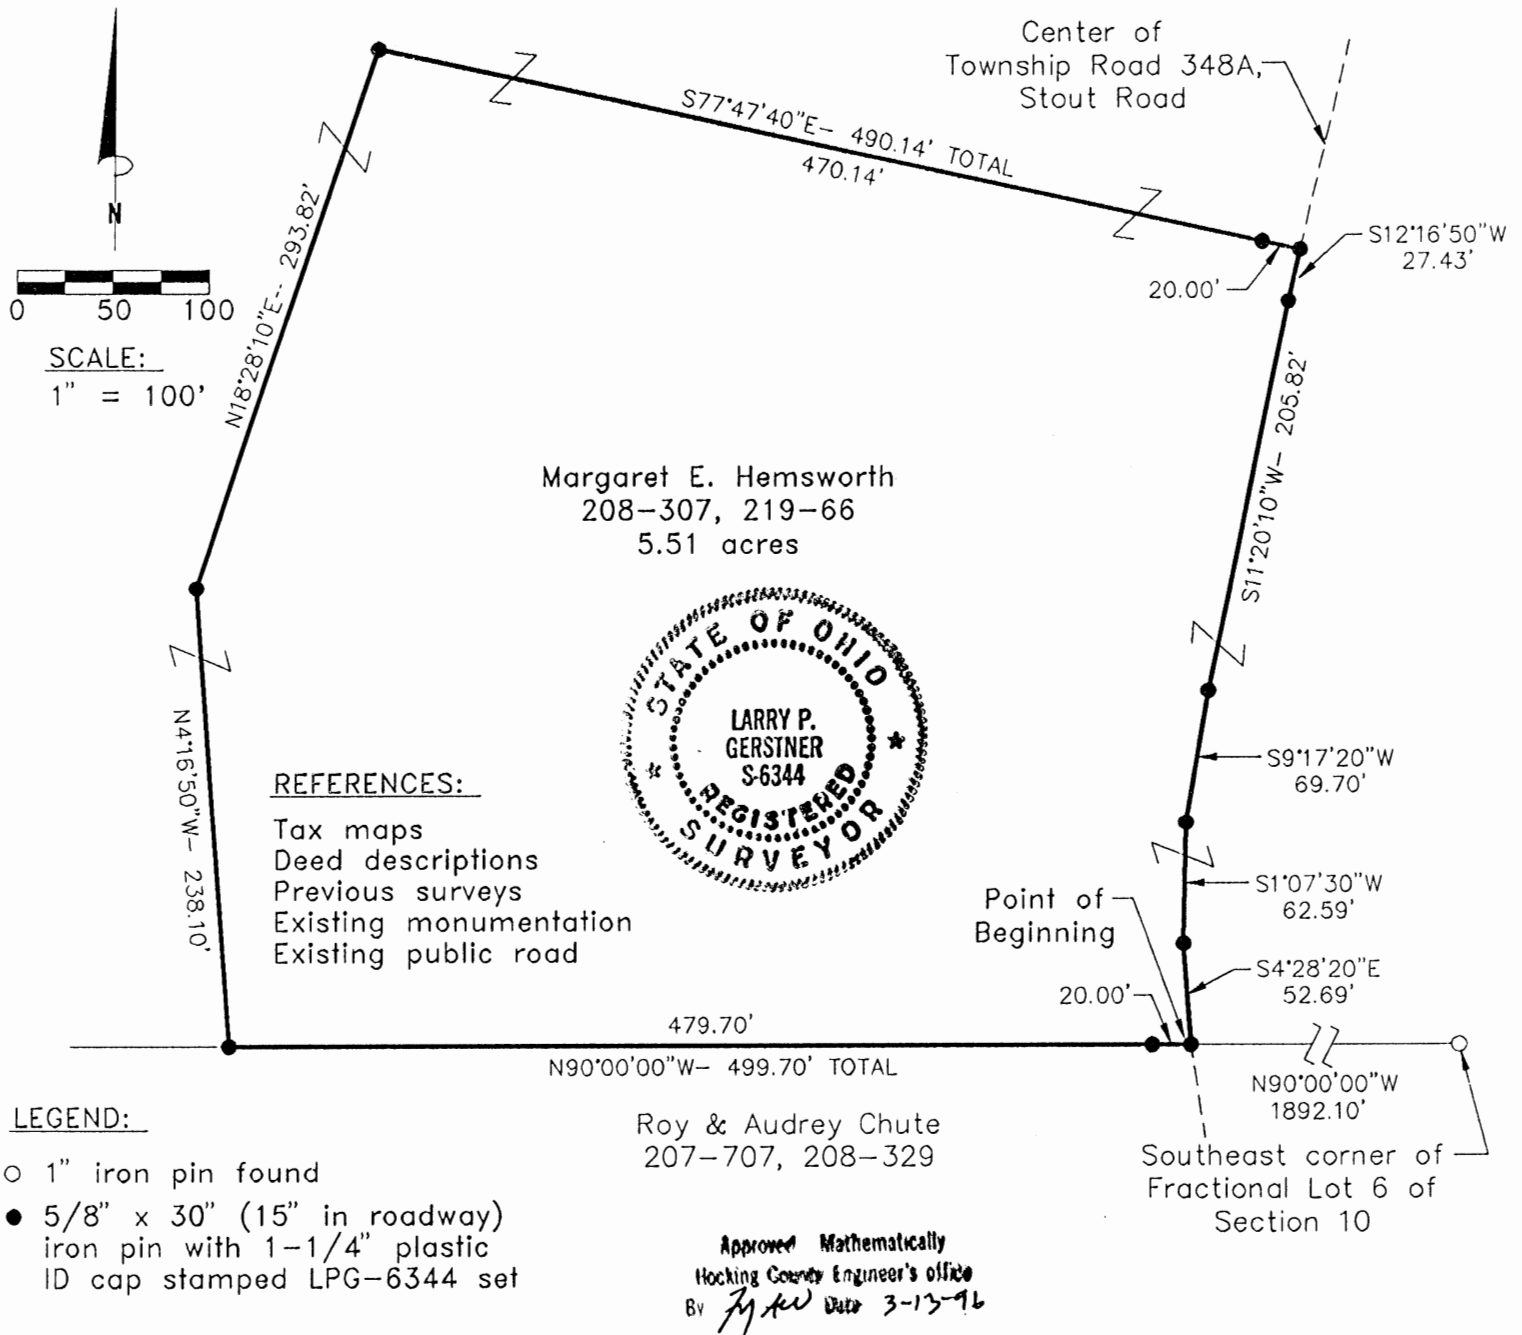 Center of
Township Road 348A,
Stout Road
S77°47'40"E- 490.14' TOTAL
470.14'
N
0 50 100
SCALE:
1" = 100'
N18°28'10"E-- 293.82'
S12°16'50"W
27.43'
20.00'
S11°20'10"W- 205.82'
Margaret E. Hemsworth
208-307, 219-66
5.51 acres
STATE OF OHIO
LARRY P.
GERSTNER
S-6344
REGISTERED
SURVEYOR
N4°16'50"W- 238.10'
REFERENCES:
Tax maps
Deed descriptions
Previous surveys
Existing monumentation
Existing public road
S9°17'20"W
69.70'
S1°07'30"W
62.59'
Point of
Beginning
S4°28'20"E
52.69'
20.00'
479.70'
N90°00'00"W- 499.70' TOTAL
N90°00'00"W
1892.10'
Roy & Audrey Chute
207-707, 208-329
Southeast corner of
Fractional Lot 6 of
Section 10
LEGEND:
1" iron pin found
5/8" x 30" (15" in roadway)
iron pin with 1-1/4" plastic
ID cap stamped LPG-6344 set
Approved Mathematically
Hocking County Engineer's office
By Date 3-13-96